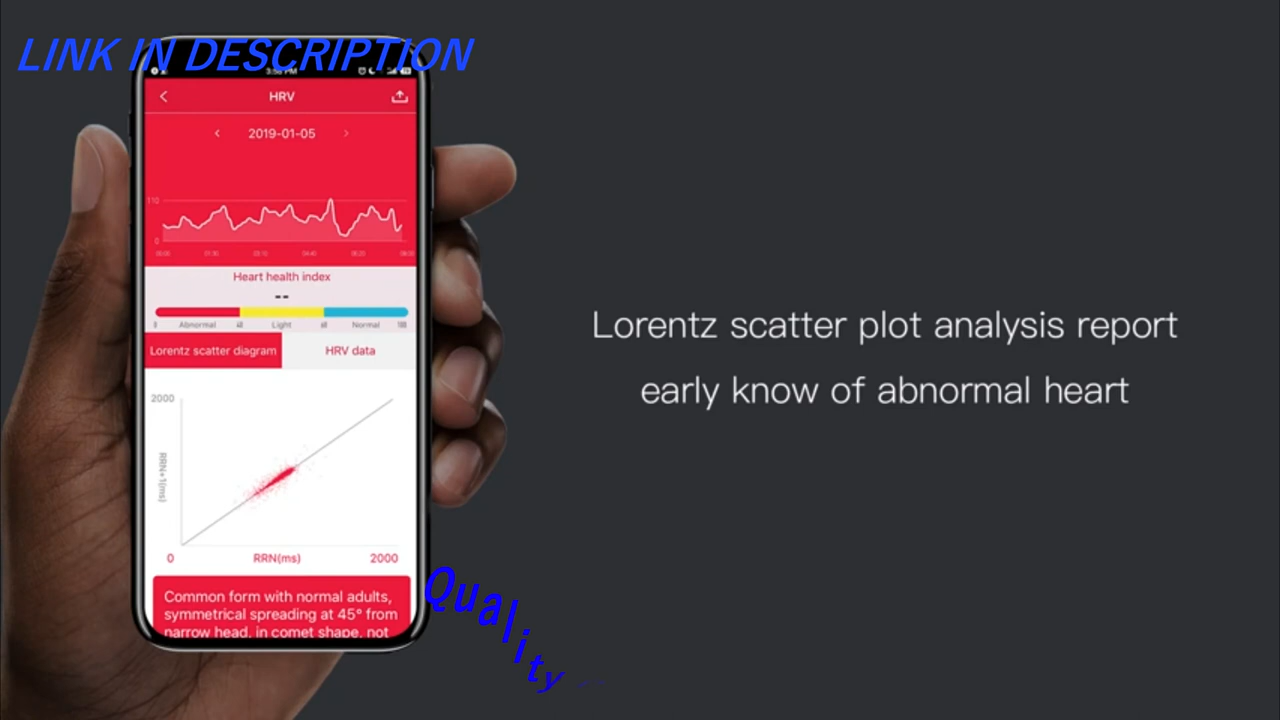 LINK IN DESCRIPTION
HRV
2019-01-05
110
0
Heart health index
--
Abnormal
Light
Normal
Lorentz scatter diagram
HRV data
2000
RRN+1(ms)
0
RRN(ms)
2000
Common form with normal adults,
symmetrical spreading at 45° from
narrow head, in comet shape, not
Lorentz scatter plot analysis report
early know of abnormal heart
Quality